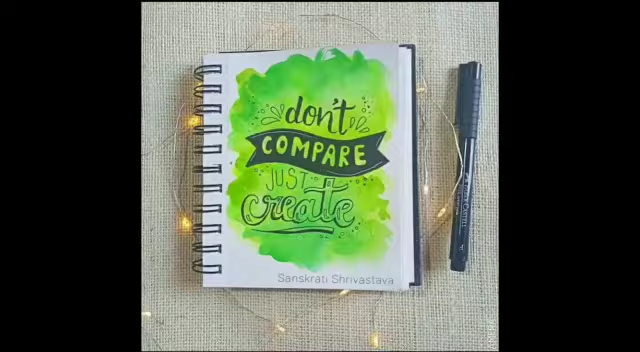 don't
COMPARE
JUST
create
Sanskrati Shrivastava